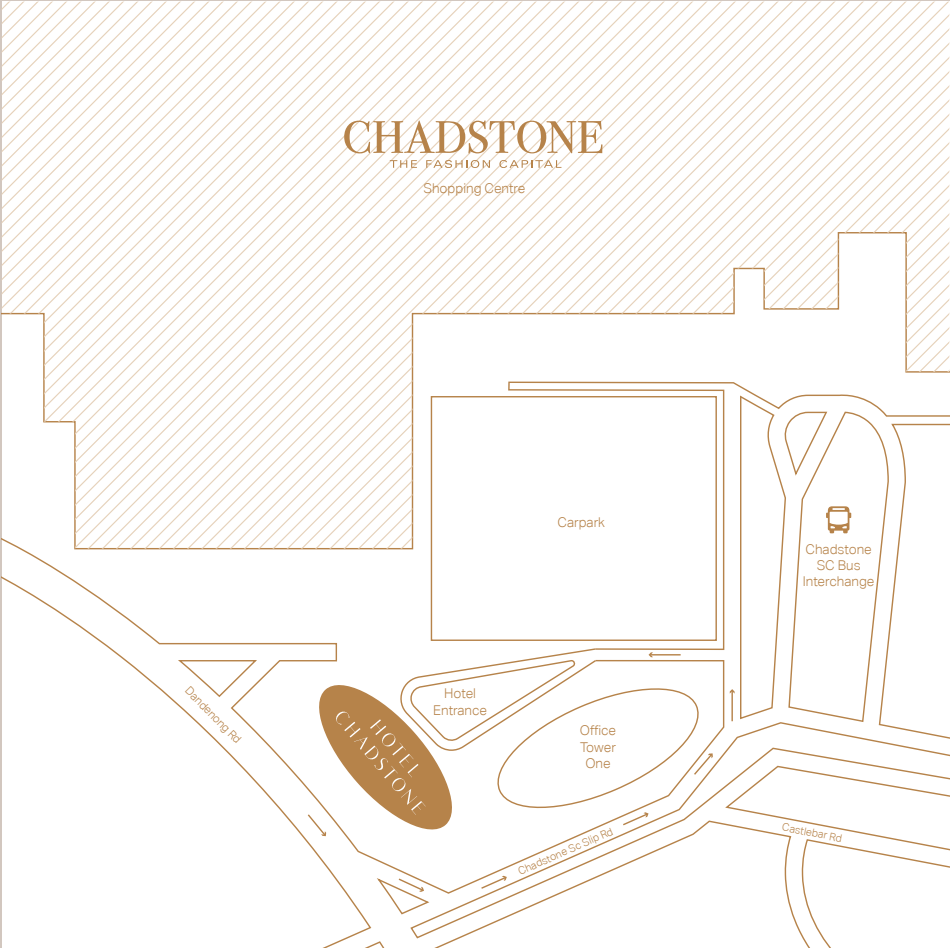 CHADSTONE
THE FASHION CAPITAL
Shopping Centre
Carpark
Chadstone
SC Bus
Interchange
Hotel
Entrance
Dandenong Rd
HOTEL
CHADSTONE
Office
Tower
One
Chadstone Sc Slip Rd
Castlebar Rd